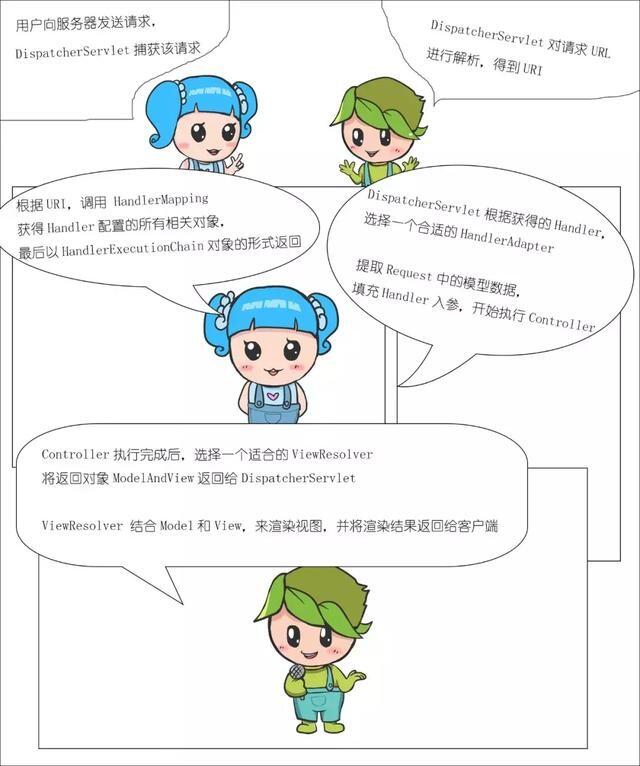 用户向服务器发送请求，
DispatcherServlet 捕获该请求
DispatcherServlet 对请求 URL
进行解析，得到 URI
根据 URI，调用 HandlerMapping
获得 Handler 配置的所有相关对象，
最后以 HandlerExecutionChain 对象的形式返回
DispatcherServlet 根据获得的 Handler，
选择一个合适的 HandlerAdapter
提取 Request 中的模型数据，
填充 Handler 入参，开始执行 Controller
Controller 执行完成后，选择一个适合的 ViewResolver
将返回对象 ModelAndView 返回给 DispatcherServlet
ViewResolver 结合 Model 和 View，来渲染视图，并将渲染结果返回给客户端